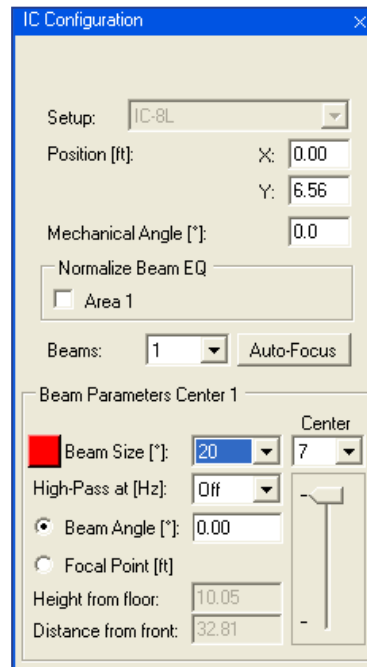 IC Configuration
Setup: IC-8L
Position [ft]: X: 0.00
Y: 6.56
Mechanical Angle [°]: 0.0
Normalize Beam EQ
Area 1
Beams: 1 Auto-Focus
Beam Parameters Center 1
Center
Beam Size [°]: 20 7
High-Pass at [Hz]: Off
Beam Angle [°]: 0.00
Focal Point [ft]
Height from floor: 10.05
Distance from front: 32.81